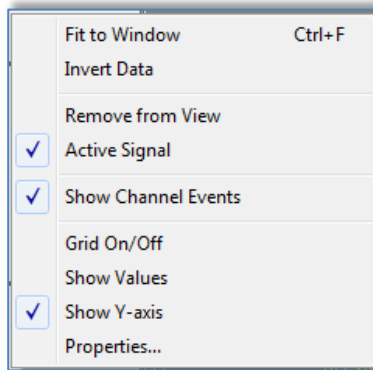 Fit to Window Ctrl+F
Invert Data
Remove from View
Active Signal
Show Channel Events
Grid On/Off
Show Values
Show Y-axis
Properties...